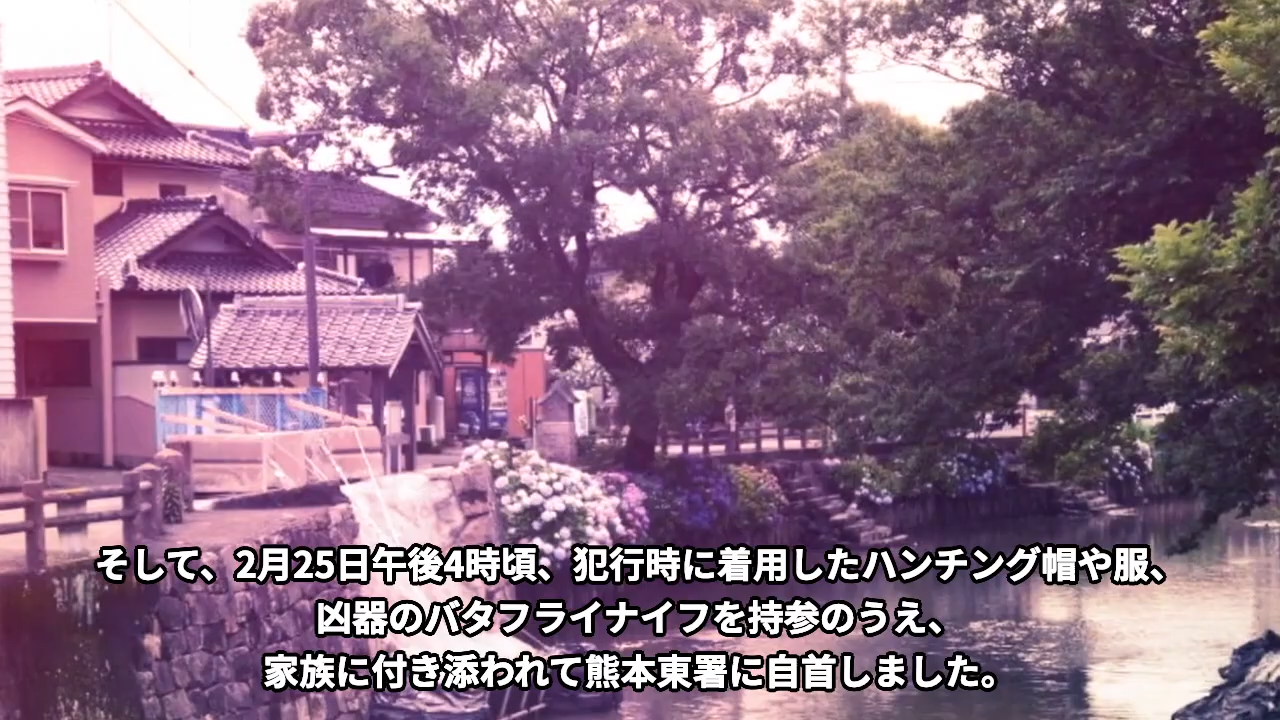 そして、2月25日午後4時頃、犯行時に着用したハンチング帽や服、
凶器のバタフライナイフを持参のうえ、
家族に付き添われて熊本東署に自首しました。